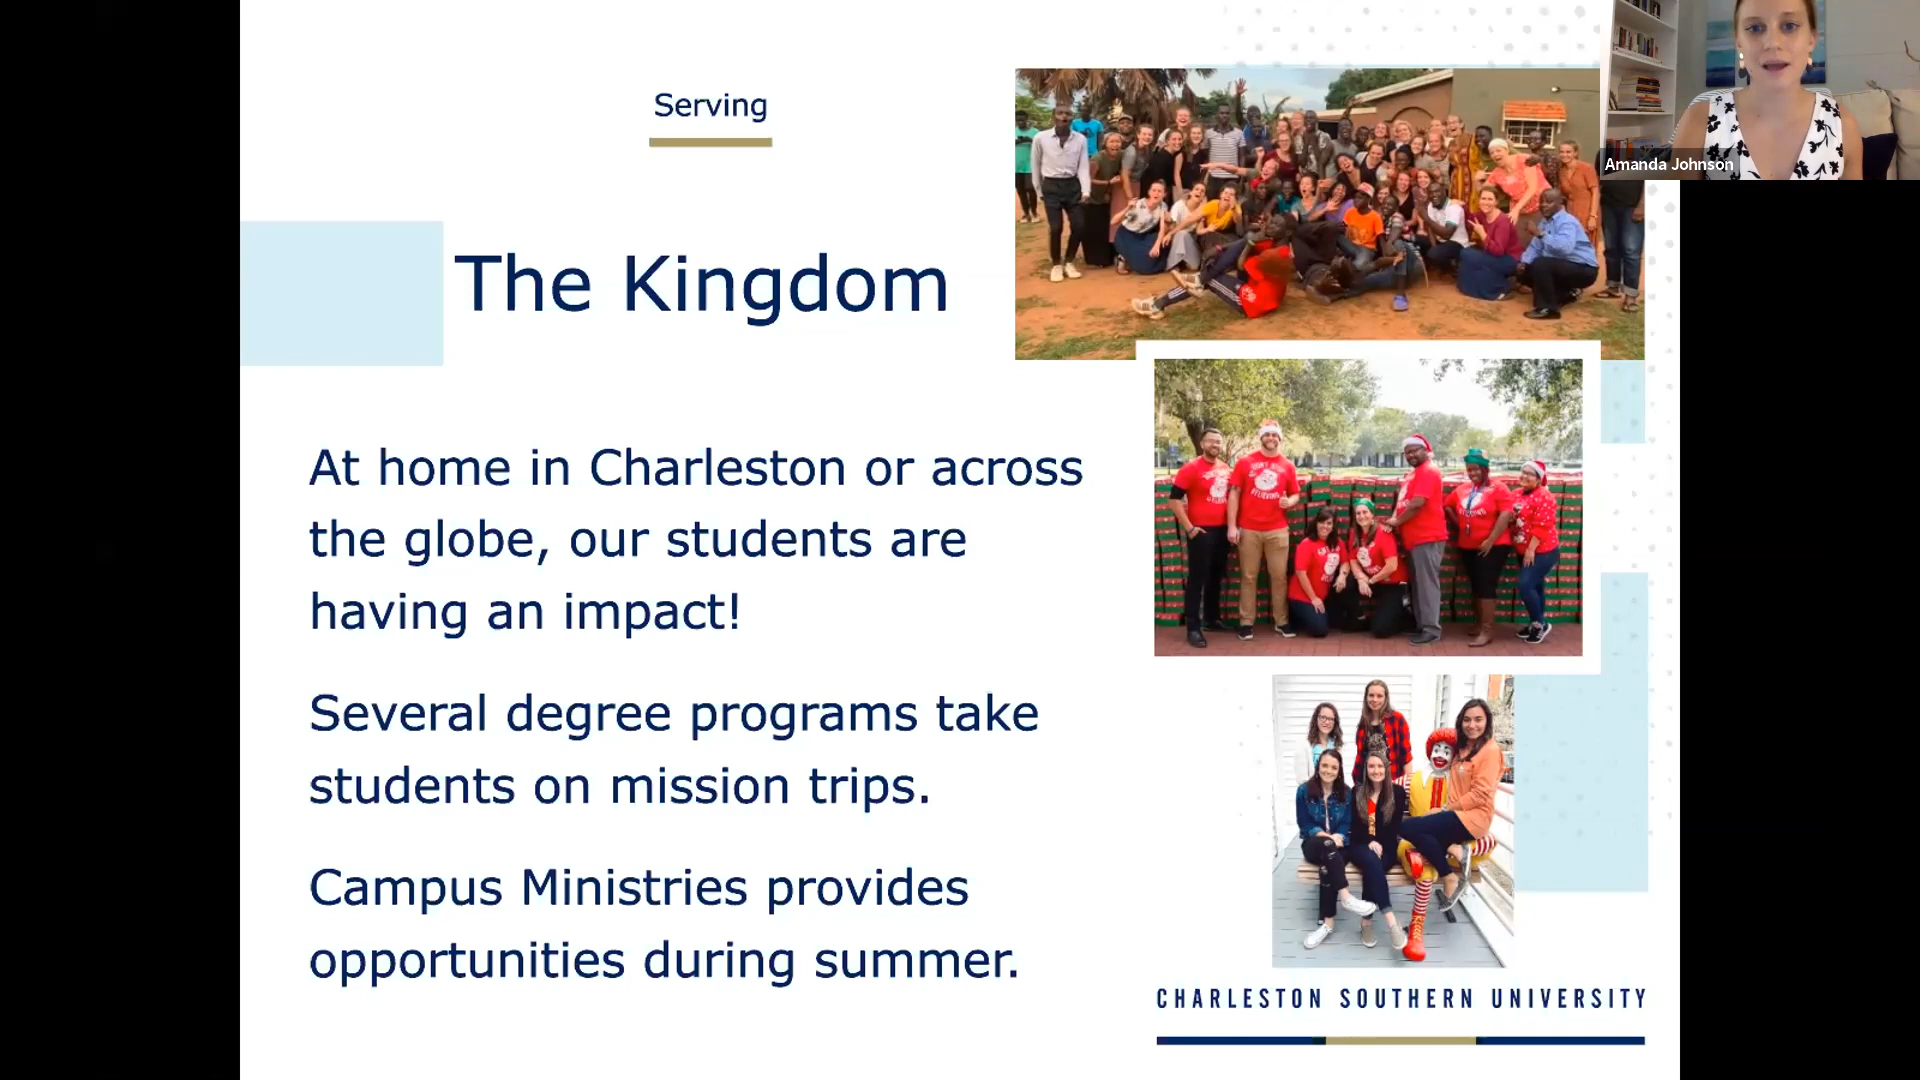 Serving
The Kingdom
At home in Charleston or across
the globe, our students are
having an impact!
Several degree programs take
students on mission trips.
Campus Ministries provides
opportunities during summer.
CHARLESTON SOUTHERN UNIVERSITY
Amanda Johnson